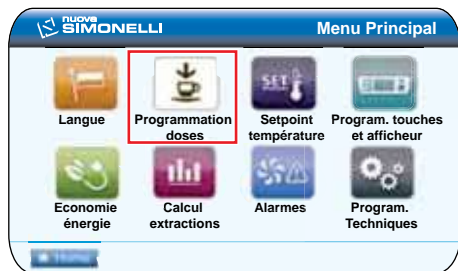 nuova
SIMONELLI
Menu Principal
SET
Langue
Programmation
doses
Setpoint
température
Program. touches
et afficheur
Economie
énergie
Calcul
extractions
Alarmes
Program.
Techniques
Home